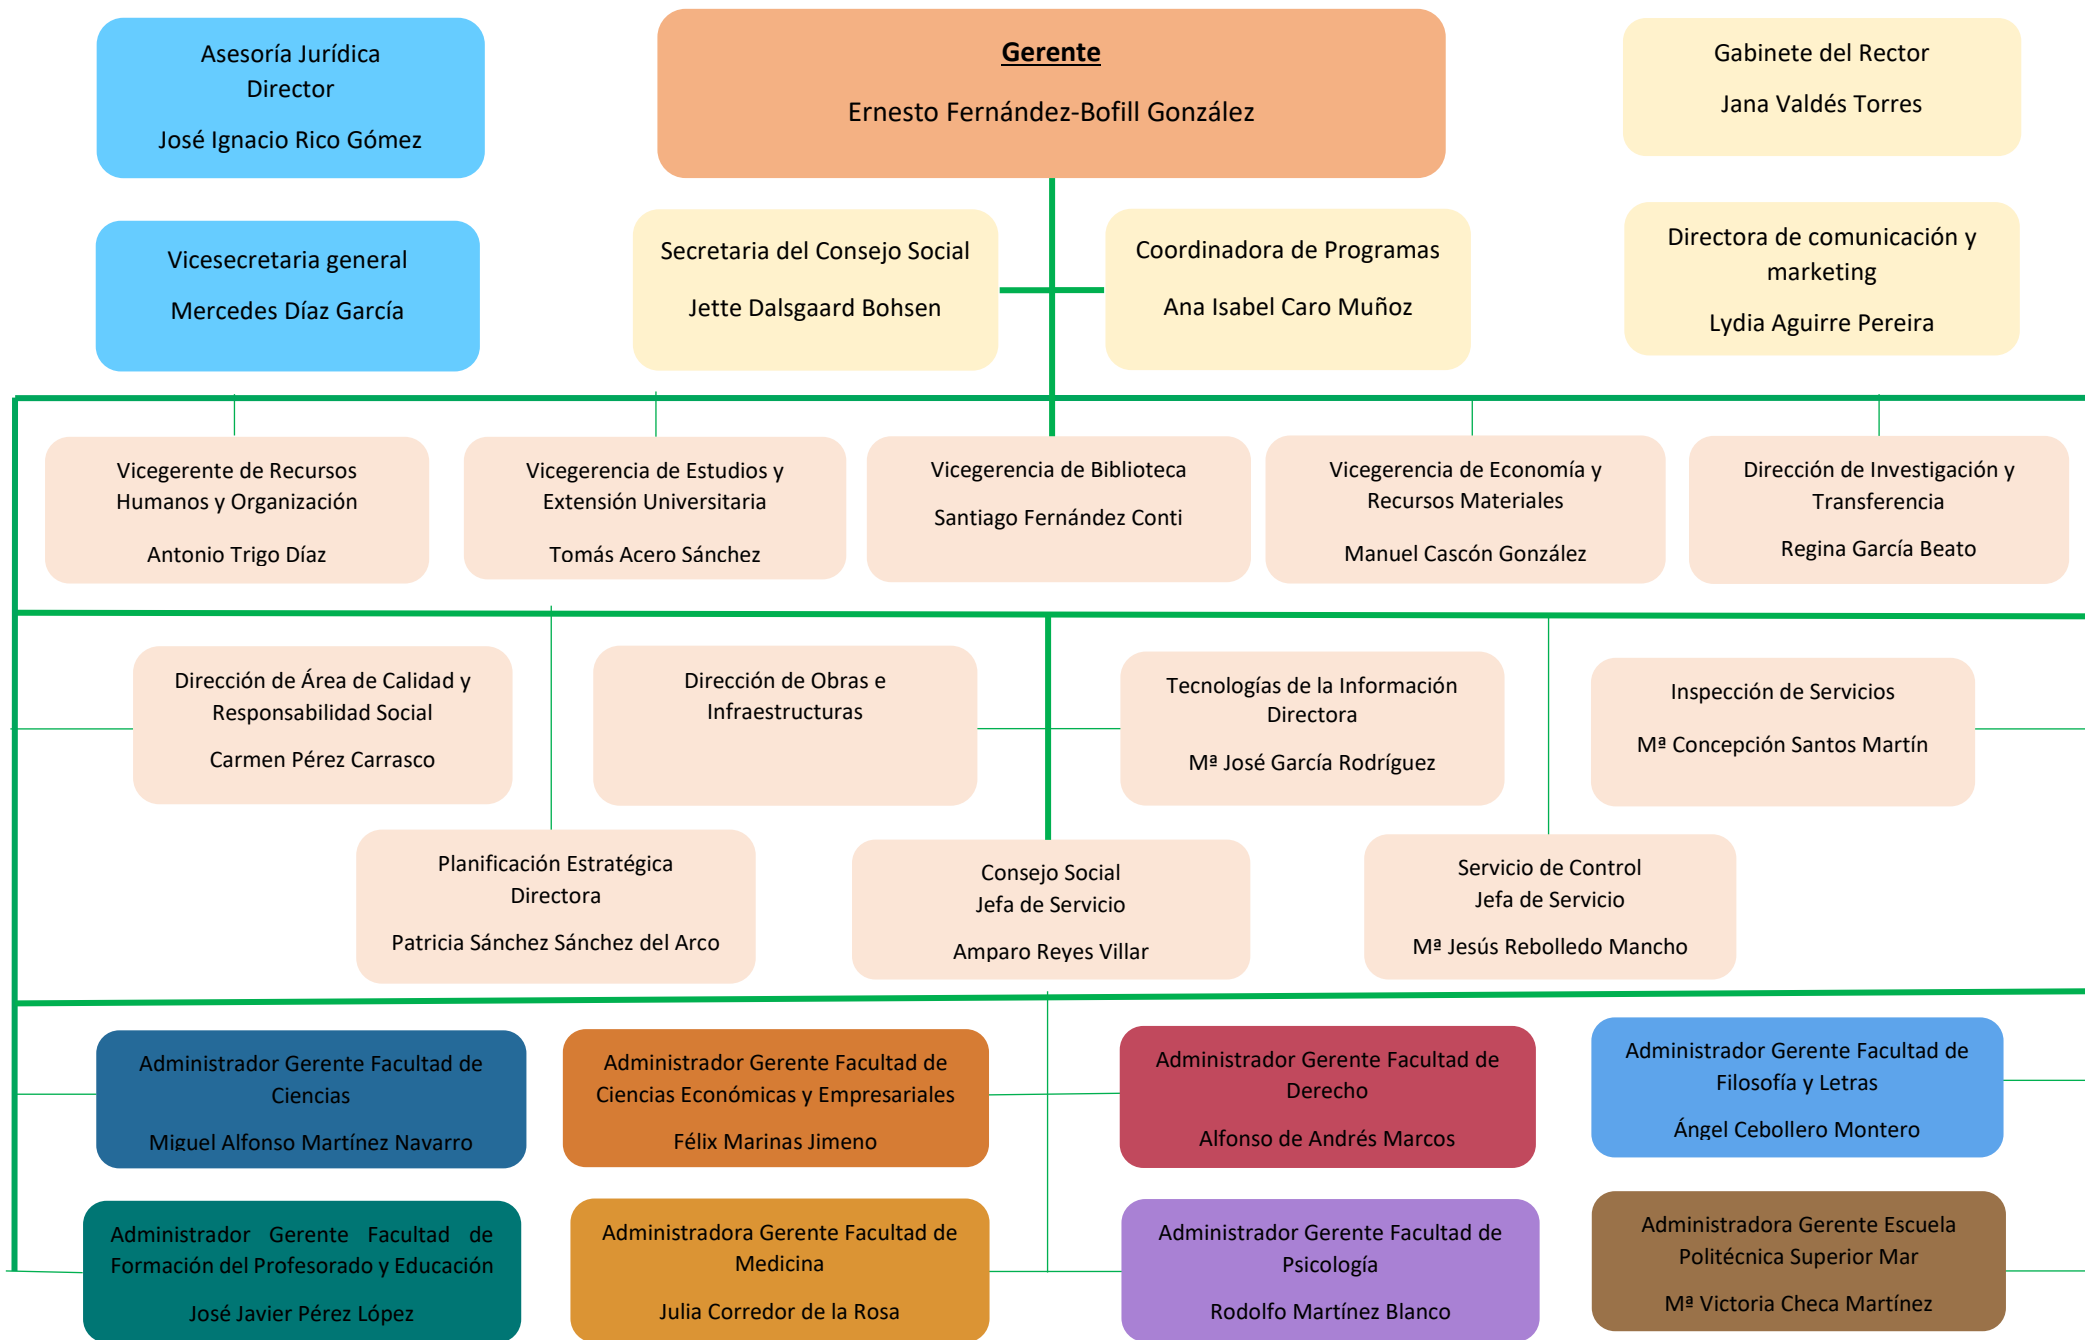 Asesoría Jurídica
Director
José Ignacio Rico Gómez
Gerente
Ernesto Fernández-Bofill González
Gabinete del Rector
Jana Valdés Torres
Vicesecretaria general
Mercedes Díaz García
Secretaria del Consejo Social
Jette Dalsgaard Bohsen
Coordinadora de Programas
Ana Isabel Caro Muñoz
Directora de comunicación y
marketing
Lydia Aguirre Pereira
Vicegerente de Recursos
Humanos y Organización
Antonio Trigo Díaz
Vicegerencia de Estudios y
Extensión Universitaria
Tomás Acero Sánchez
Vicegerencia de Biblioteca
Santiago Fernández Conti
Vicegerencia de Economía y
Recursos Materiales
Manuel Cascón González
Dirección de Investigación y
Transferencia
Regina García Beato
Dirección de Área de Calidad y
Responsabilidad Social
Carmen Pérez Carrasco
Dirección de Obras e
Infraestructuras
Tecnologías de la Información
Directora
Mª José García Rodríguez
Inspección de Servicios
Mª Concepción Santos Martín
Planificación Estratégica
Directora
Patricia Sánchez Sánchez del Arco
Consejo Social
Jefa de Servicio
Amparo Reyes Villar
Servicio de Control
Jefa de Servicio
Mª Jesús Rebolledo Mancho
Administrador Gerente Facultad de
Ciencias
Miguel Alfonso Martínez Navarro
Administrador Gerente Facultad de
Ciencias Económicas y Empresariales
Félix Marinas Jimeno
Administrador Gerente Facultad de
Derecho
Alfonso de Andrés Marcos
Administrador Gerente Facultad de
Filosofía y Letras
Ángel Cebollero Montero
Administrador Gerente Facultad de
Formación del Profesorado y Educación
José Javier Pérez López
Administradora Gerente Facultad de
Medicina
Julia Corredor de la Rosa
Administrador Gerente Facultad de
Psicología
Rodolfo Martínez Blanco
Administradora Gerente Escuela
Politécnica Superior Mar
Mª Victoria Checa Martínez